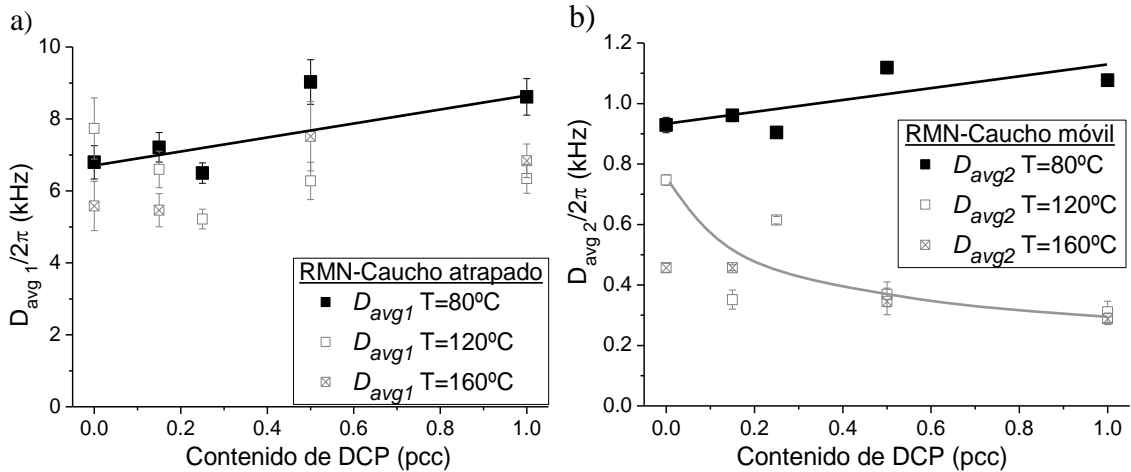 a)
10
8
6
4
2
0
D_avg 1/2π (kHz)
RMN-Caucho atrapado
D_avg1 T=80ºC
D_avg1 T=120ºC
D_avg1 T=160ºC
0.0 0.2 0.4 0.6 0.8 1.0
Contenido de DCP (pcc)
b)
1.2
1.0
0.8
0.6
0.4
0.2
0.0
D_avg 2/2π (kHz)
RMN-Caucho móvil
D_avg2 T=80ºC
D_avg2 T=120ºC
D_avg2 T=160ºC
0.0 0.2 0.4 0.6 0.8 1.0
Contenido de DCP (pcc)